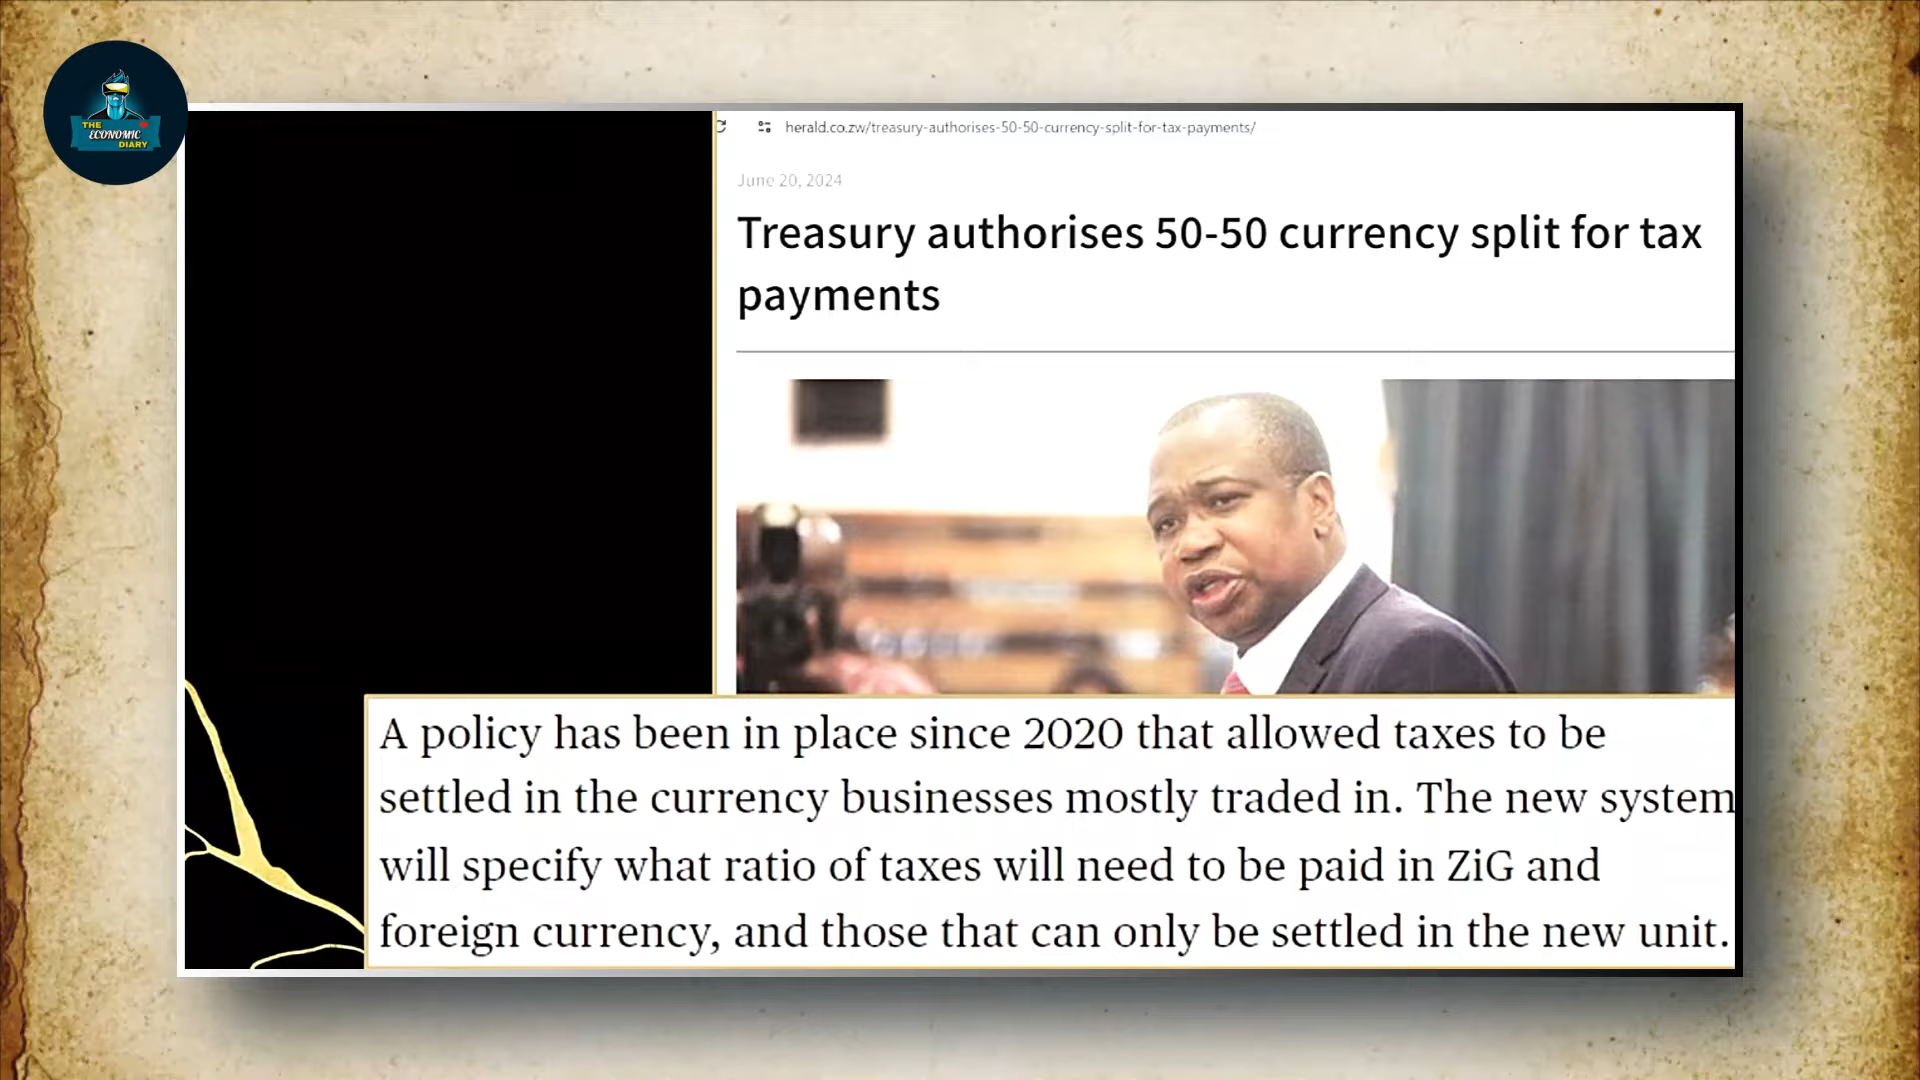 THE
ECONOMIC
DIARY
herald.co.zw/treasury-authorises-50-50-currency-split-for-tax-payments/
June 20, 2024
Treasury authorises 50-50 currency split for tax
payments
A policy has been in place since 2020 that allowed taxes to be
settled in the currency businesses mostly traded in. The new system
will specify what ratio of taxes will need to be paid in ZiG and
foreign currency, and those that can only be settled in the new unit.